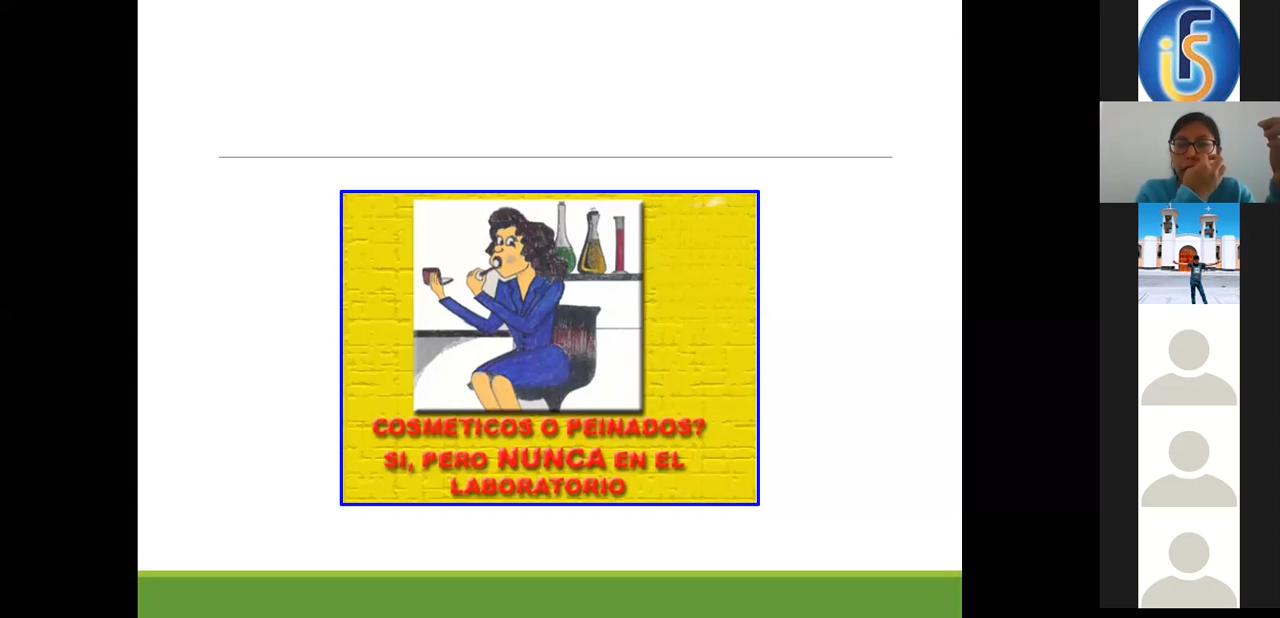 COSMETICOS O PEINADOS?
SI, PERO NUNCA EN EL
LABORATORIO